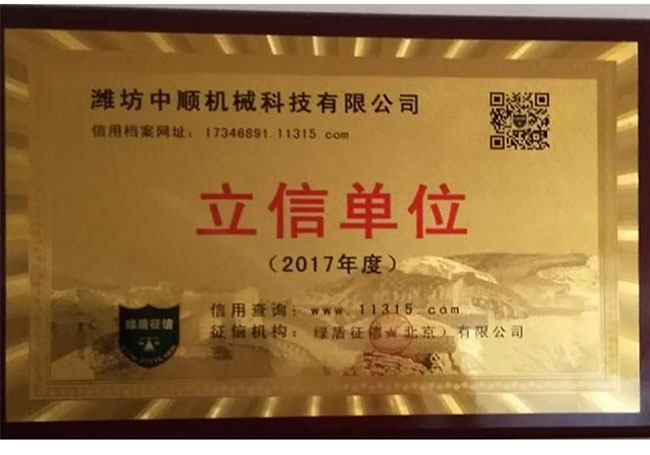 潍坊中顺机械科技有限公司
信用档案网址：17346891.11315.com
立信单位
（2017年度）
信用查询：www.11315.com
征信机构：绿盾征信（北京）有限公司
绿盾征信